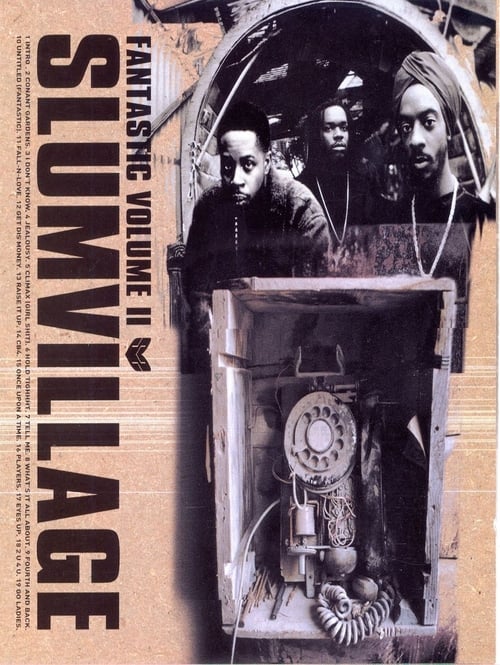 FANTASTIC VOLUME II
SLUMVILLAGE
1 INTRO. 2 CONANT GARDENS. 3 I DON'T KNOW. 4 JEALOUSY. 5 CLIMAX (GIRL SHIT). 6 HOLD TIGHT. 7 TELL ME. 8 WHAT'S IT ALL ABOUT. 9 FOURTH AND BACK.
10 UNTITLED (FANTASTIC). 11 FALL-N-LOVE. 12 GET DIS MONEY. 13 RAISE IT UP. 14 CB4. 15 ONCE UPON A TIME. 16 PLAYERS. 17 EYES UP. 18 2 U 4 U. 19 GO LADIES.